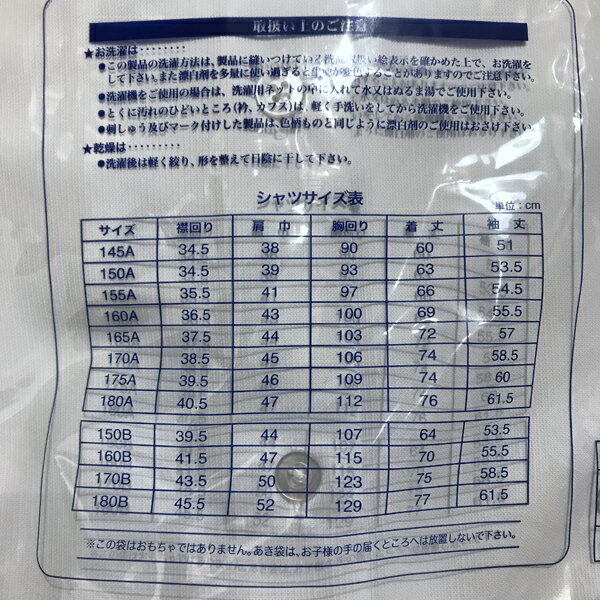 取扱い上のご注意
★お洗濯は・・・・・・・・・
●この製品の洗濯方法は、製品に縫いつけている洗濯取扱い絵表示を確かめた上で、お洗濯を
して下さい。また漂白剤を多量に使い過ぎると生地が変色することがありますのでご注意下さい。
●洗濯機をご使用の場合は、洗濯用ネットの中に入れて水又はぬるま湯でご使用下さい。
●とくに汚れのひどいところ(衿、カフス)は、軽く手洗いをしてから洗濯機をご使用下さい。
●刺しゅう及びマーク付けした製品は、色柄ものと同じように漂白剤のご使用はおさけ下さい。
★乾燥は・・・・・・・・・
●洗濯後は軽く絞り、形を整えて日陰に干して下さい。
シャツサイズ表
単位：cm
サイズ 襟回り 肩巾 胸回り 着丈 袖丈
145A 34.5 38 90 60 51
150A 34.5 39 93 63 53.5
155A 35.5 41 97 66 54.5
160A 36.5 43 100 69 55.5
165A 37.5 44 103 72 57
170A 38.5 45 106 74 58.5
175A 39.5 46 109 74 60
180A 40.5 47 112 76 61.5
150B 39.5 44 107 64 53.5
160B 41.5 47 115 70 55.5
170B 43.5 50 123 75 58.5
180B 45.5 52 129 77 61.5
※この袋はおもちゃではありません。あき袋は、お子様の手の届くところへは放置しないで下さい。